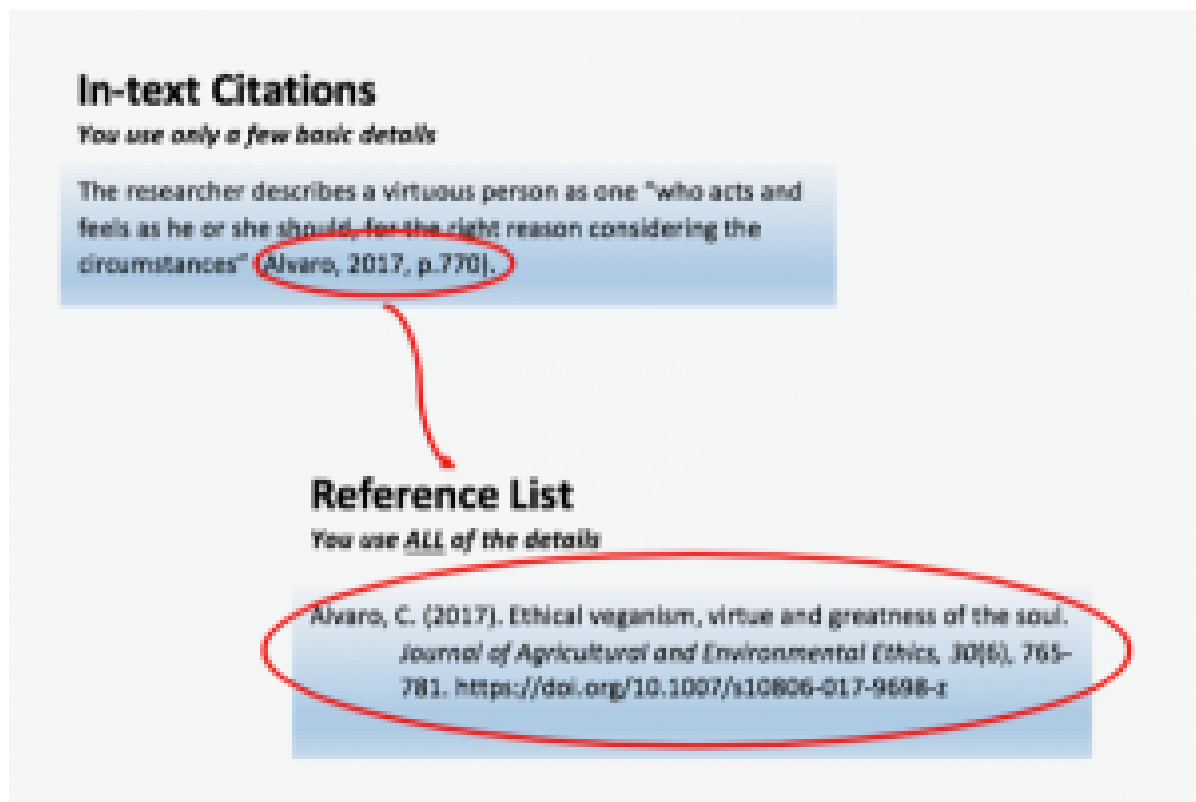 In-text Citations
You use only a few basic details
The researcher describes a virtuous person as one "who acts and
feels as he or she should, for the right reason considering the
circumstances" (Alvaro, 2017, p.770).
Reference List
You use ALL of the details
Alvaro, C. (2017). Ethical veganism, virtue and greatness of the soul.
Journal of Agricultural and Environmental Ethics, 30(6), 765-
781. https://doi.org/10.1007/s10806-017-9698-z